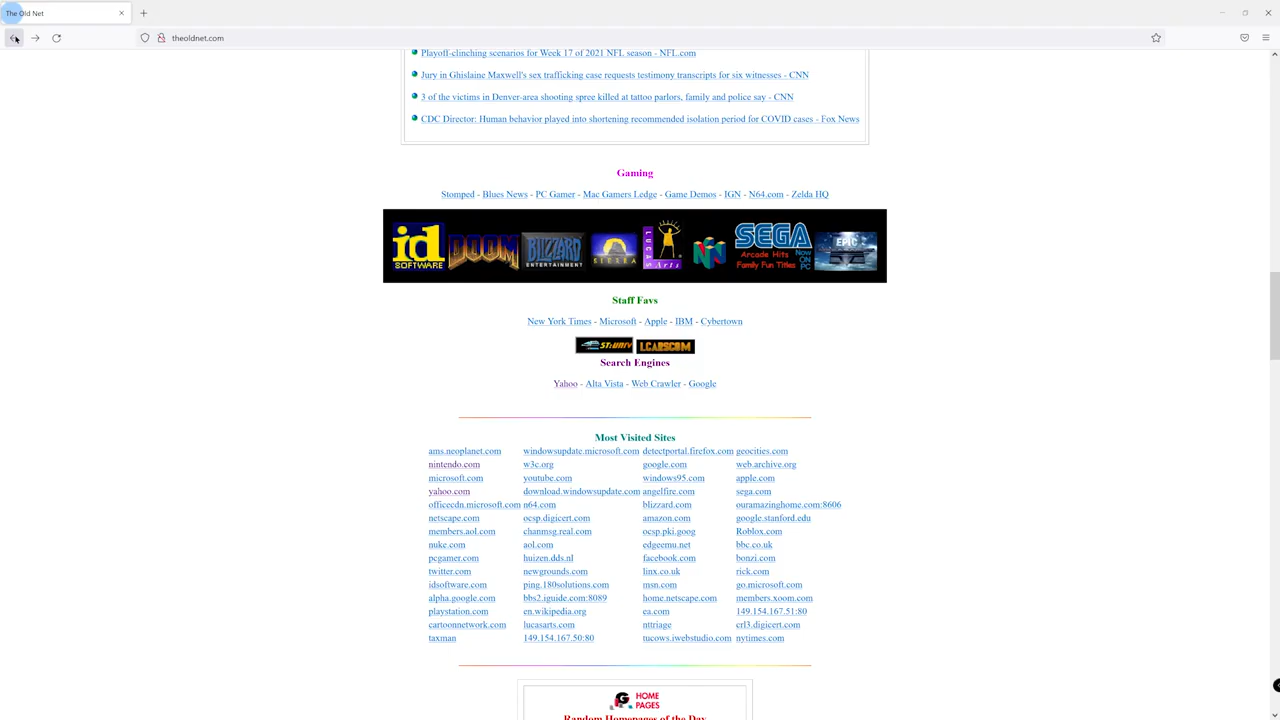 The Old Net
theoldnet.com
Playoff-clinching scenarios for Week 17 of 2021 NFL season - NFL.com
Jury in Ghislaine Maxwell's sex trafficking case requests testimony transcripts for six witnesses - CNN
3 of the victims in Denver-area shooting spree killed at tattoo parlors, family and police say - CNN
CDC Director: Human behavior played into shortening recommended isolation period for COVID cases - Fox News
Gaming
Stomped - Blues News - PC Gamer - Mac Gamers Ledge - Game Demos - IGN - N64.com - Zelda HQ
id SOFTWARE DOOM BLIZZARD ENTERTAINMENT SIERRA LUCAS Arts SEGA Arcade Hits Family Fun Titles Now ON PC EPIC
Staff Favs
New York Times - Microsoft - Apple - IBM - Cybertown
ST:UNIV LCARSCOM
Search Engines
Yahoo - Alta Vista - Web Crawler - Google
Most Visited Sites
ams.neoplanet.com windowsupdate.microsoft.com detectportal.firefox.com geocities.com
nintendo.com w3c.org google.com web.archive.org
microsoft.com youtube.com windows95.com apple.com
yahoo.com download.windowsupdate.com angelfire.com sega.com
officecdn.microsoft.com n64.com blizzard.com ouramazinghome.com:8606
netscape.com ocsp.digicert.com amazon.com google.stanford.edu
members.aol.com chanmsg.real.com ocsp.pki.goog Roblox.com
nuke.com aol.com edgeemu.net bbc.co.uk
pcgamer.com huizen.dds.nl facebook.com bonzi.com
twitter.com newgrounds.com linx.co.uk rick.com
idsoftware.com ping.180solutions.com msn.com go.microsoft.com
alpha.google.com bbs2.iguide.com:8089 home.netscape.com members.xoom.com
playstation.com en.wikipedia.org ea.com 149.154.167.51:80
cartoonnetwork.com lucasarts.com nttriage crl3.digicert.com
taxman 149.154.167.50:80 tucows.iwebstudio.com nytimes.com
HOME
PAGES
Random Homepages of the Day